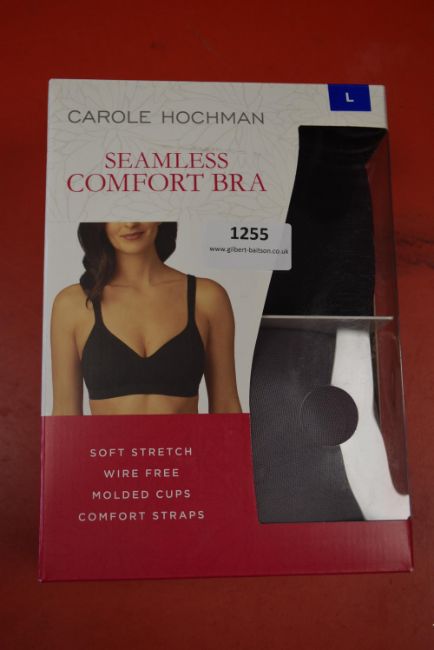 L
CAROLE HOCHMAN
SEAMLESS
COMFORT BRA
1255
www.gilbert-baitson.co.uk
SOFT STRETCH
WIRE FREE
MOLDED CUPS
COMFORT STRAPS